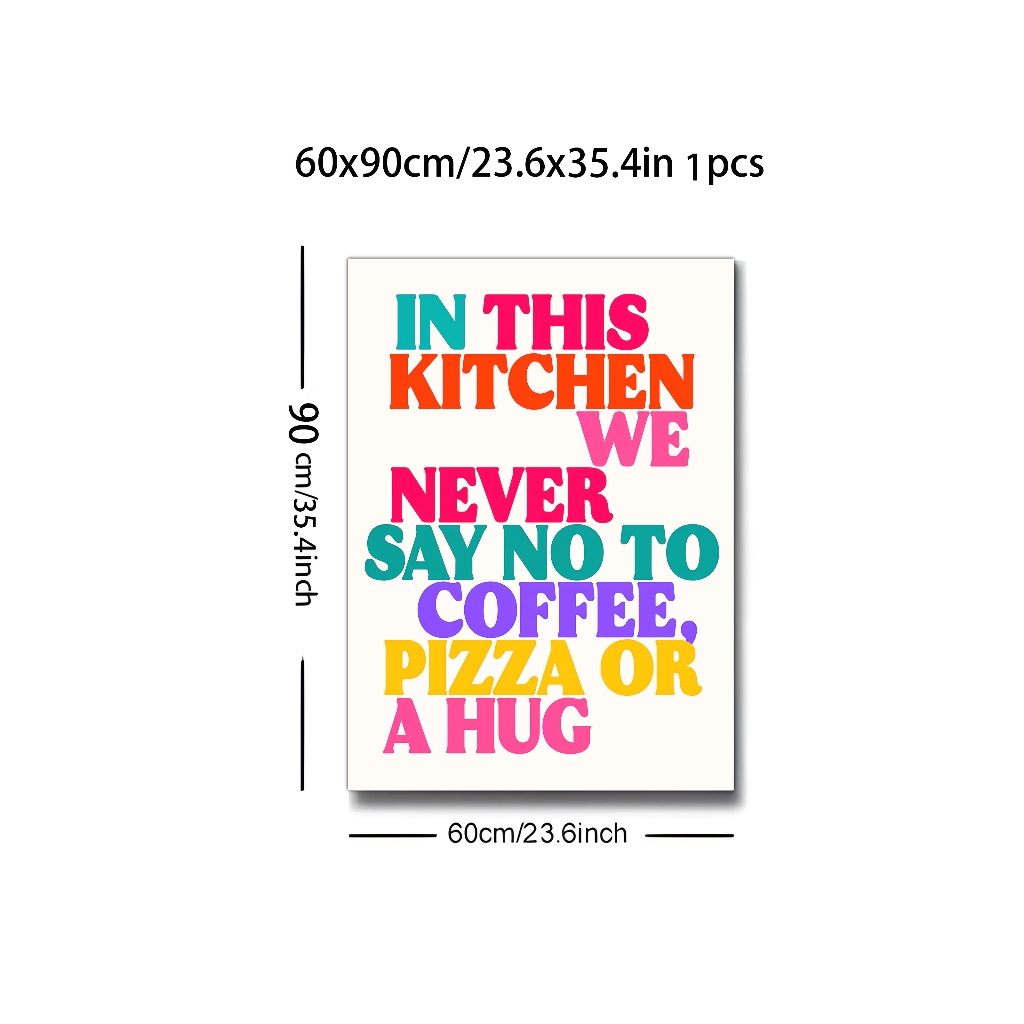 60x90cm/23.6x35.4in 1pcs
90 cm/35.4inch
IN THIS
KITCHEN
WE
NEVER
SAY NO TO
COFFEE,
PIZZA OR
A HUG
60cm/23.6inch